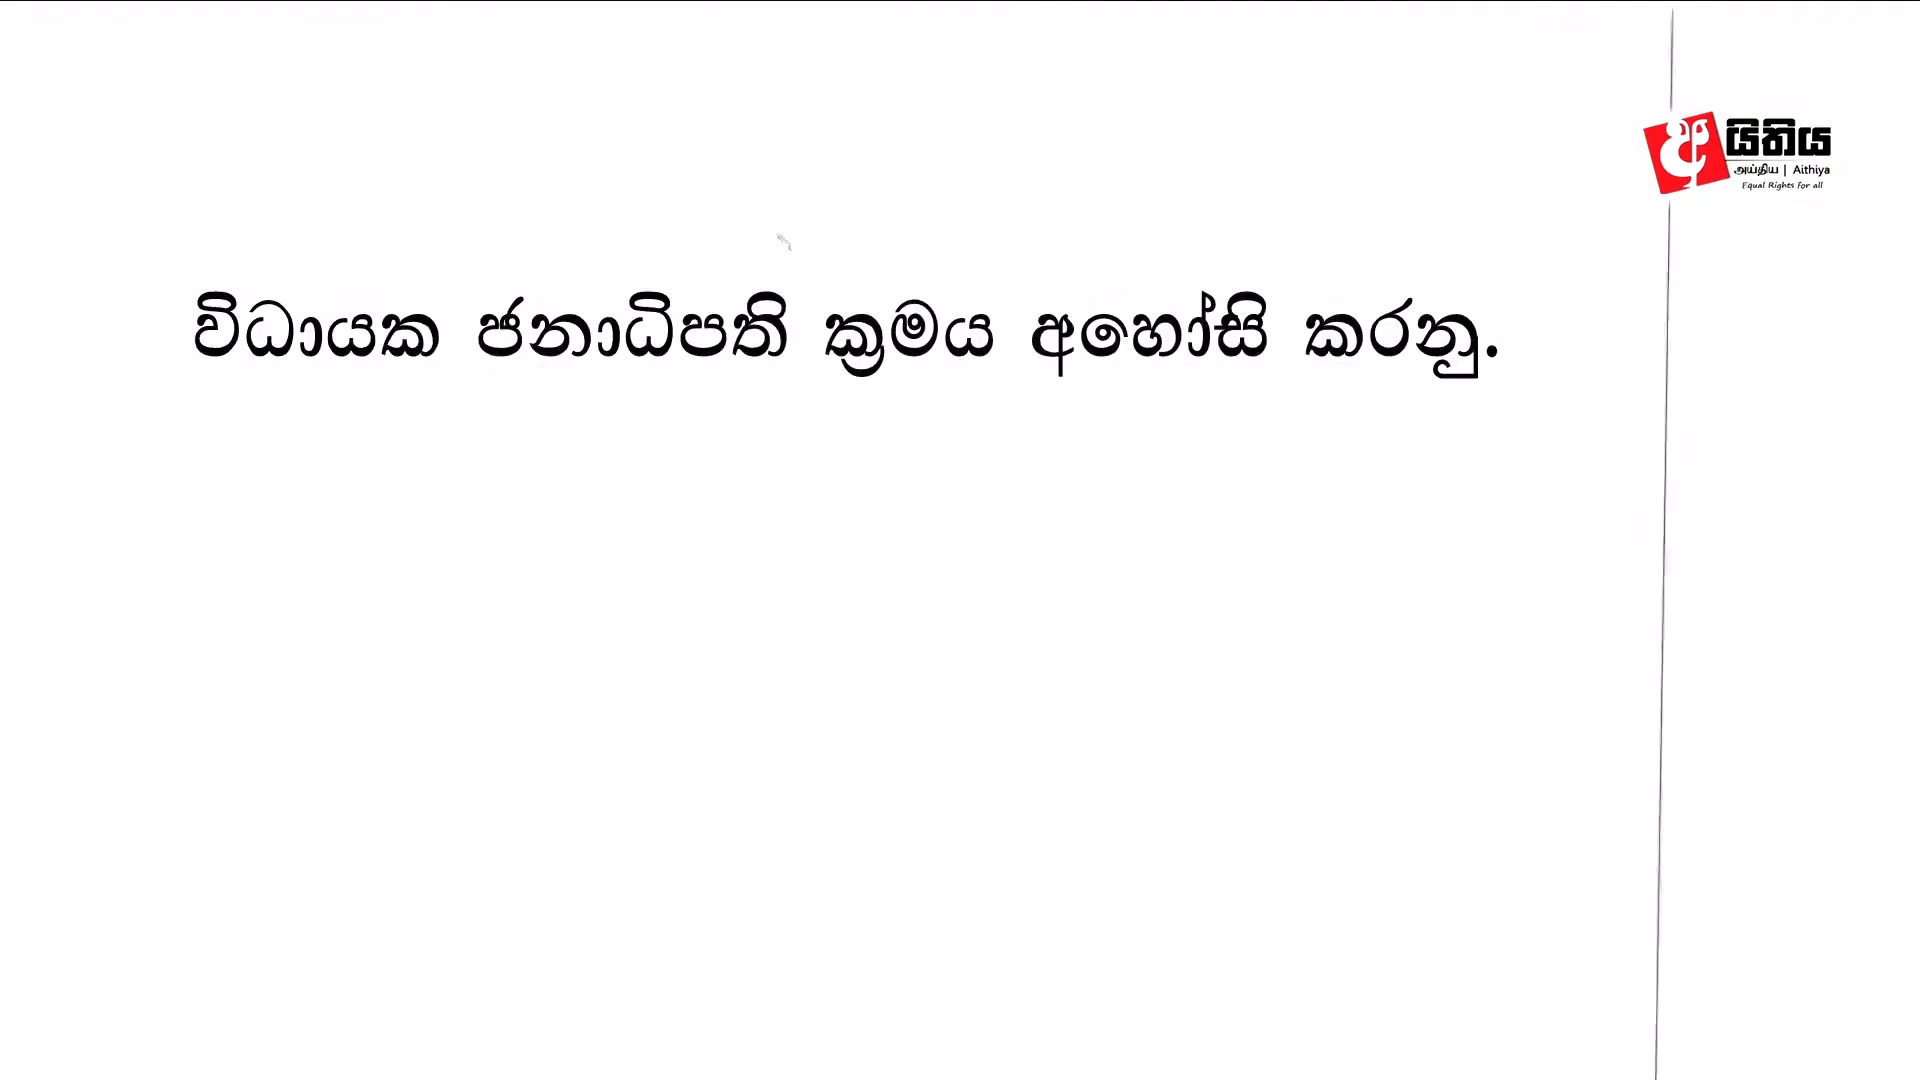 අයිතිය
அய்திய | Aithiya
Equal Rights for all
විධායක ජනාධිපති ක්‍රමය අහෝසි කරනු.